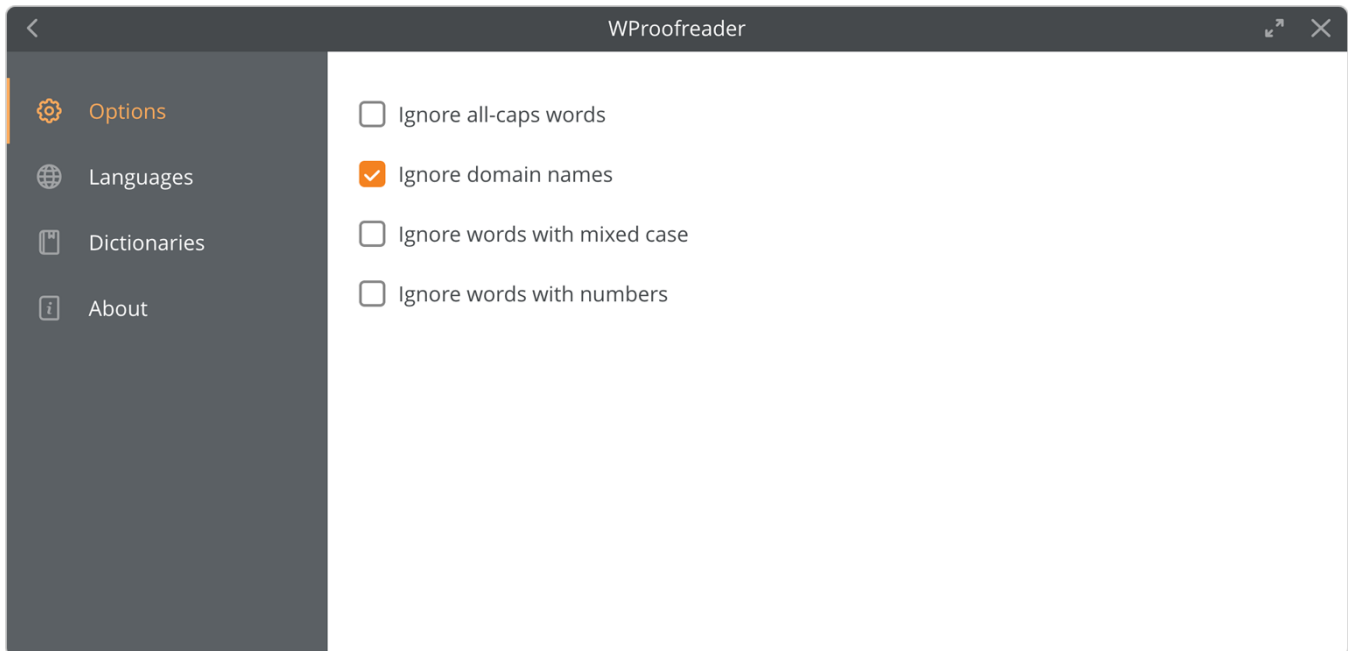 WProofreader
Options
Languages
Dictionaries
About
Ignore all-caps words
Ignore domain names
Ignore words with mixed case
Ignore words with numbers